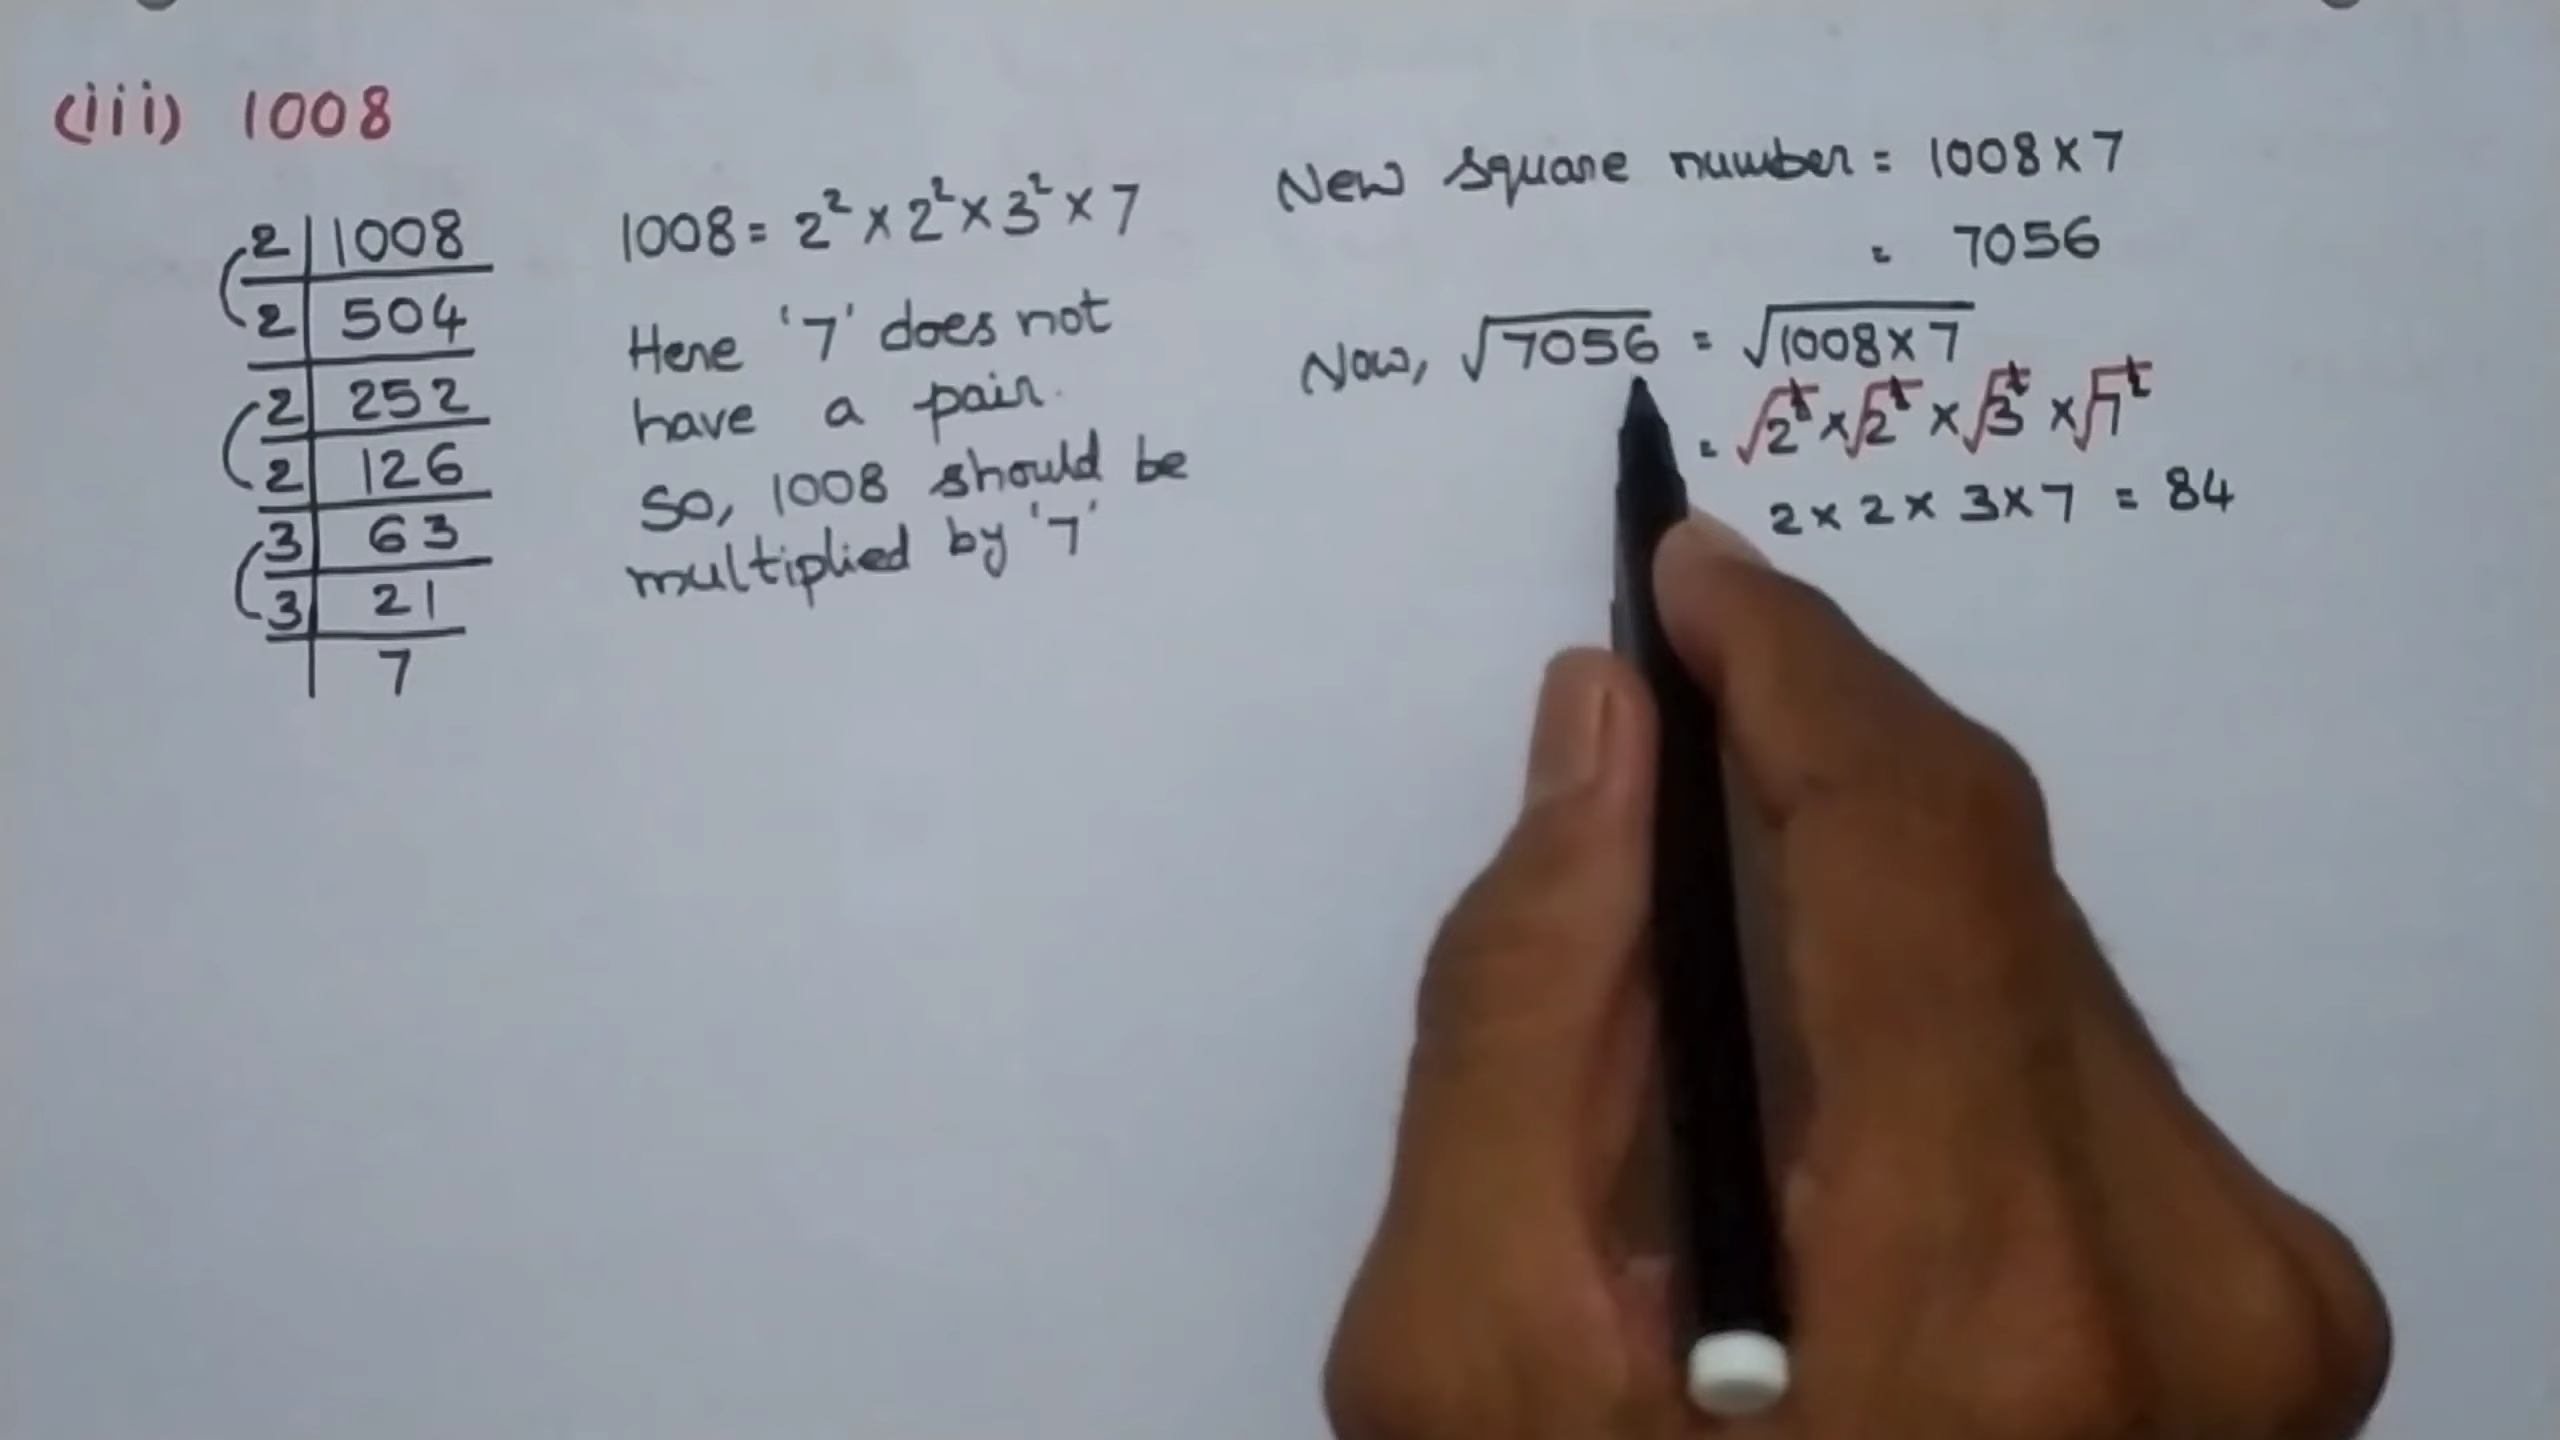 (iii) 1008
2 | 1008
2 | 504
2 | 252
2 | 126
3 | 63
3 | 21
| 7
1008 = 2² × 2² × 3² × 7
Here '7' does not
have a pair.
So, 1008 should be
multiplied by '7'
New square number = 1008 × 7
= 7056
Now, √7056 = √1008 × 7
= √2² × √2² × √3² × √7²
2 × 2 × 3 × 7 = 84